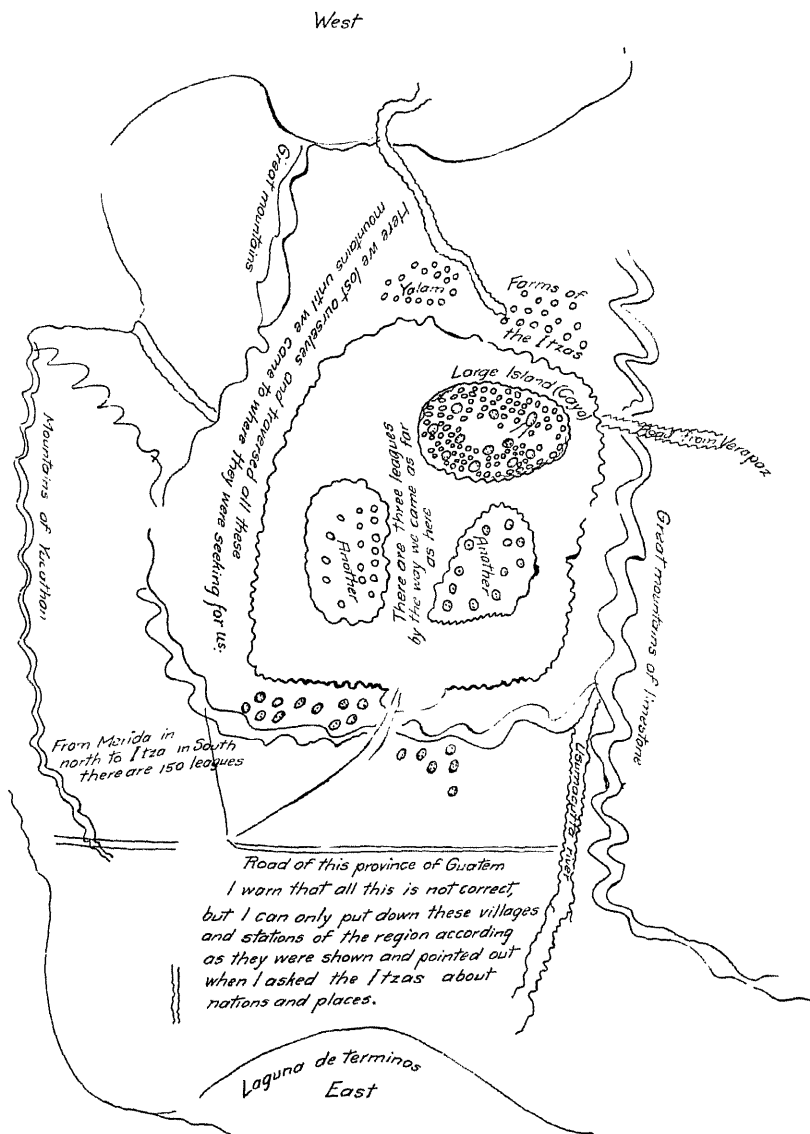 West
Great mountains
Here we lost ourselves and traversed all these
mountains until we came to where they were seeking for us.
Yalam
Farms of
the Itzas
Large Island (Cayo)
Road from Verapaz
Mountains of Yucathan
There are three leagues
by the way we came as far
as here
Another
Another
Great mountains of limestone
From Merida in
north to Itza in South
there are 150 leagues
Usumacinta river
Road of this province of Guatem
I warn that all this is not correct,
but I can only put down these villages
and stations of the region according
as they were shown and pointed out
when I asked the Itzas about
nations and places.
Laguna de terminos
East